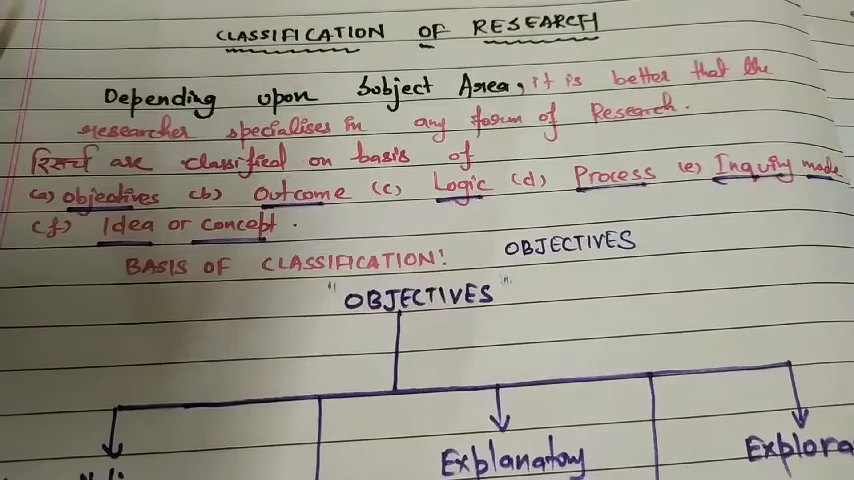 CLASSIFICATION OF RESEARCH
Depending upon Subject Area, it is better that the
researcher specialises in any form of Research.
रिसर्च are classified on basis of
(a) objectives (b) Outcome (c) Logic (d) Process (e) Inquiry mode
(f) Idea or concept.
BASIS OF CLASSIFICATION! OBJECTIVES
"OBJECTIVES"
Explanatory Explora